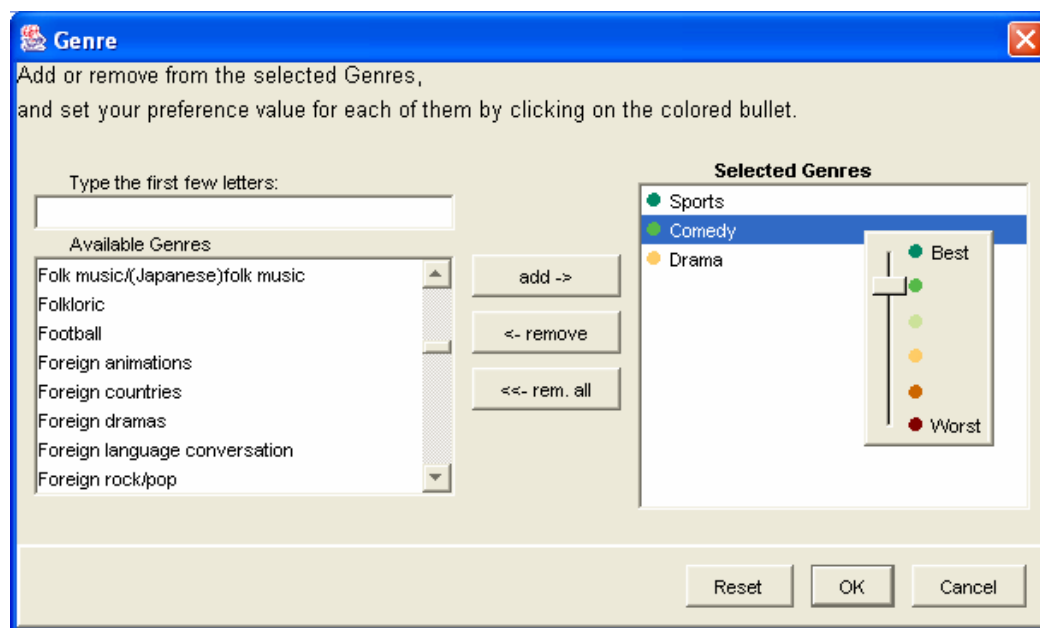 Genre
Add or remove from the selected Genres,
and set your preference value for each of them by clicking on the colored bullet.
Type the first few letters:
Available Genres
Folk music/(Japanese)folk music
Folkloric
Football
Foreign animations
Foreign countries
Foreign dramas
Foreign language conversation
Foreign rock/pop
add ->
<- remove
<<- rem. all
Selected Genres
Sports
Comedy
Drama
Best
Worst
Reset
OK
Cancel